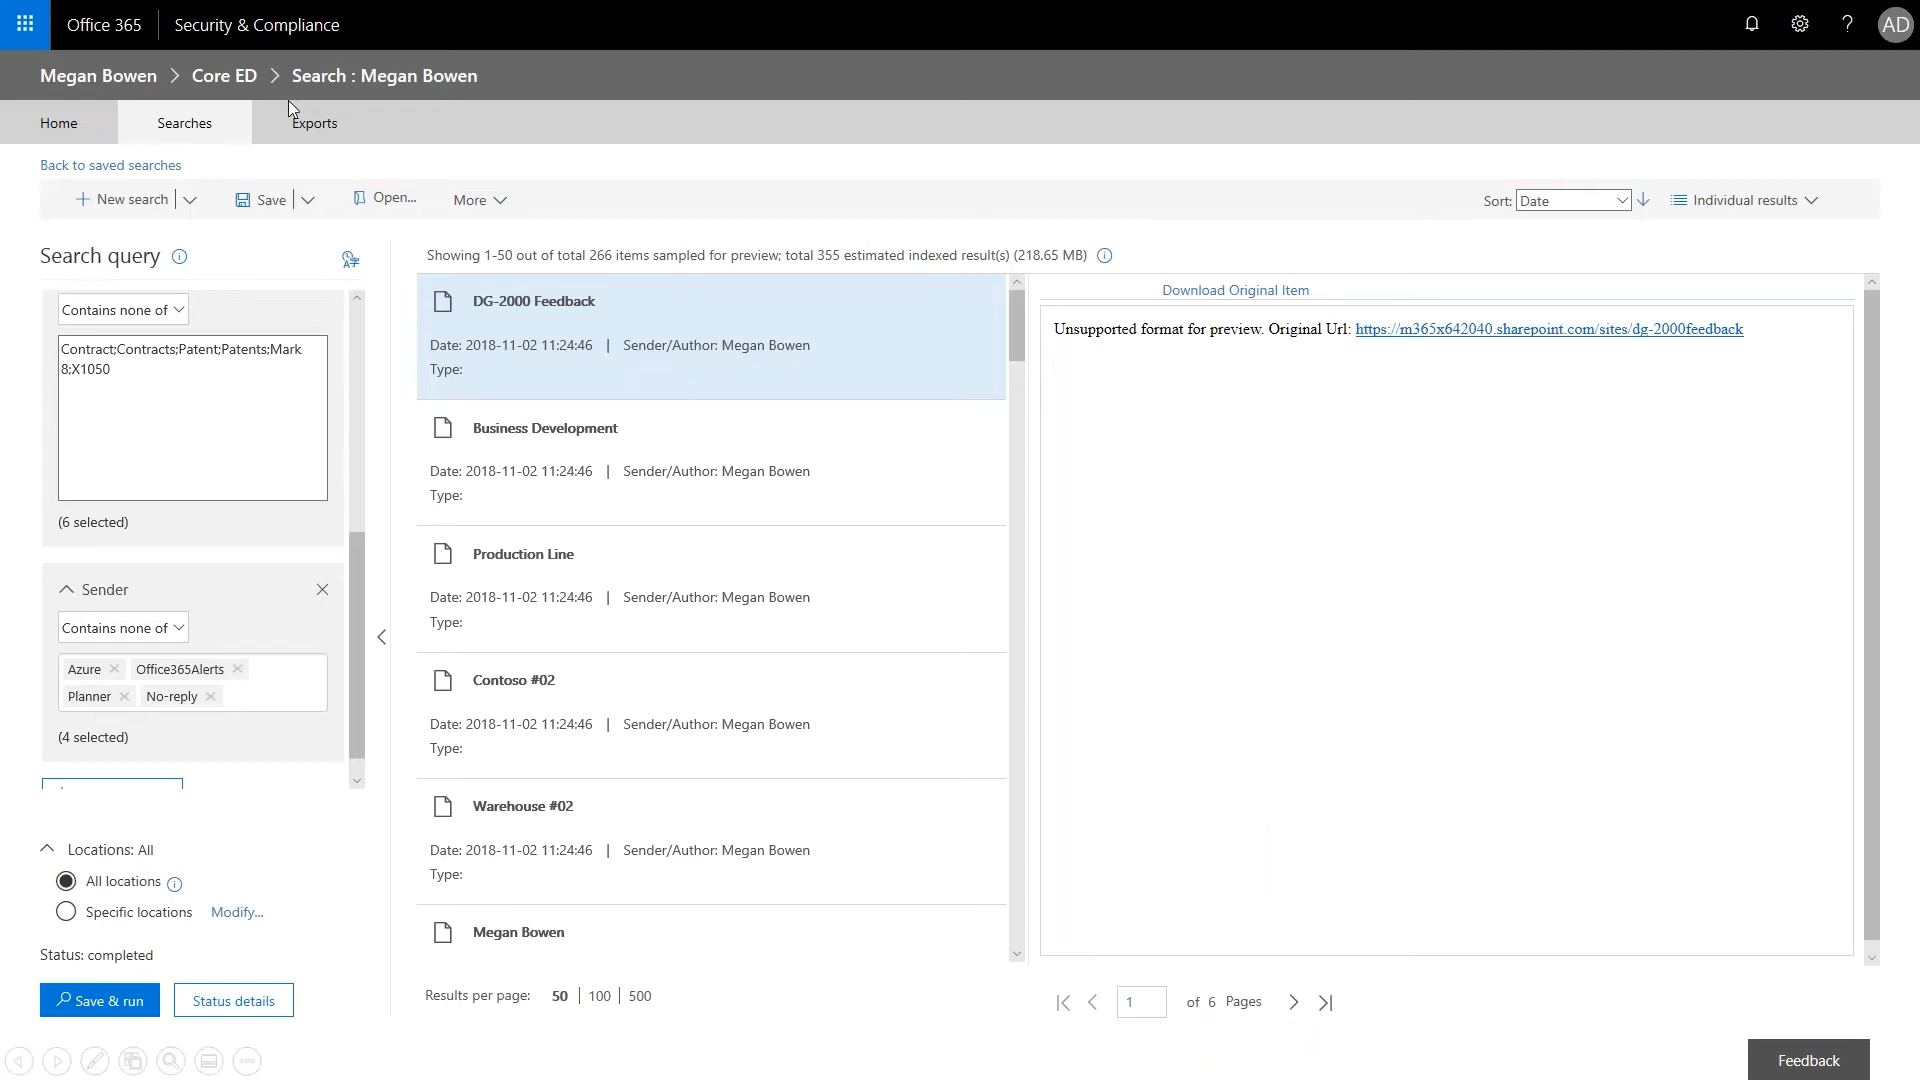 Office 365 Security & Compliance AD
Megan Bowen > Core ED > Search : Megan Bowen
Home Searches Exports
Back to saved searches
New search Save Open... More Sort: Date Individual results
Search query
Showing 1-50 out of total 266 items sampled for preview; total 355 estimated indexed result(s) (218.65 MB)
Contains none of
Contract;Contracts;Patent;Patents;Mark
8;X1050
(6 selected)
Sender
Contains none of
Azure Office365Alerts
Planner No-reply
(4 selected)
Locations: All
All locations
Specific locations Modify...
Status: completed
Save & run Status details
DG-2000 Feedback
Date: 2018-11-02 11:24:46 | Sender/Author: Megan Bowen
Type:
Business Development
Date: 2018-11-02 11:24:46 | Sender/Author: Megan Bowen
Type:
Production Line
Date: 2018-11-02 11:24:46 | Sender/Author: Megan Bowen
Type:
Contoso #02
Date: 2018-11-02 11:24:46 | Sender/Author: Megan Bowen
Type:
Warehouse #02
Date: 2018-11-02 11:24:46 | Sender/Author: Megan Bowen
Type:
Megan Bowen
Results per page: 50 | 100 | 500
Download Original Item
Unsupported format for preview. Original Url: https://m365x642040.sharepoint.com/sites/dg-2000feedback
1 of 6 Pages
Feedback